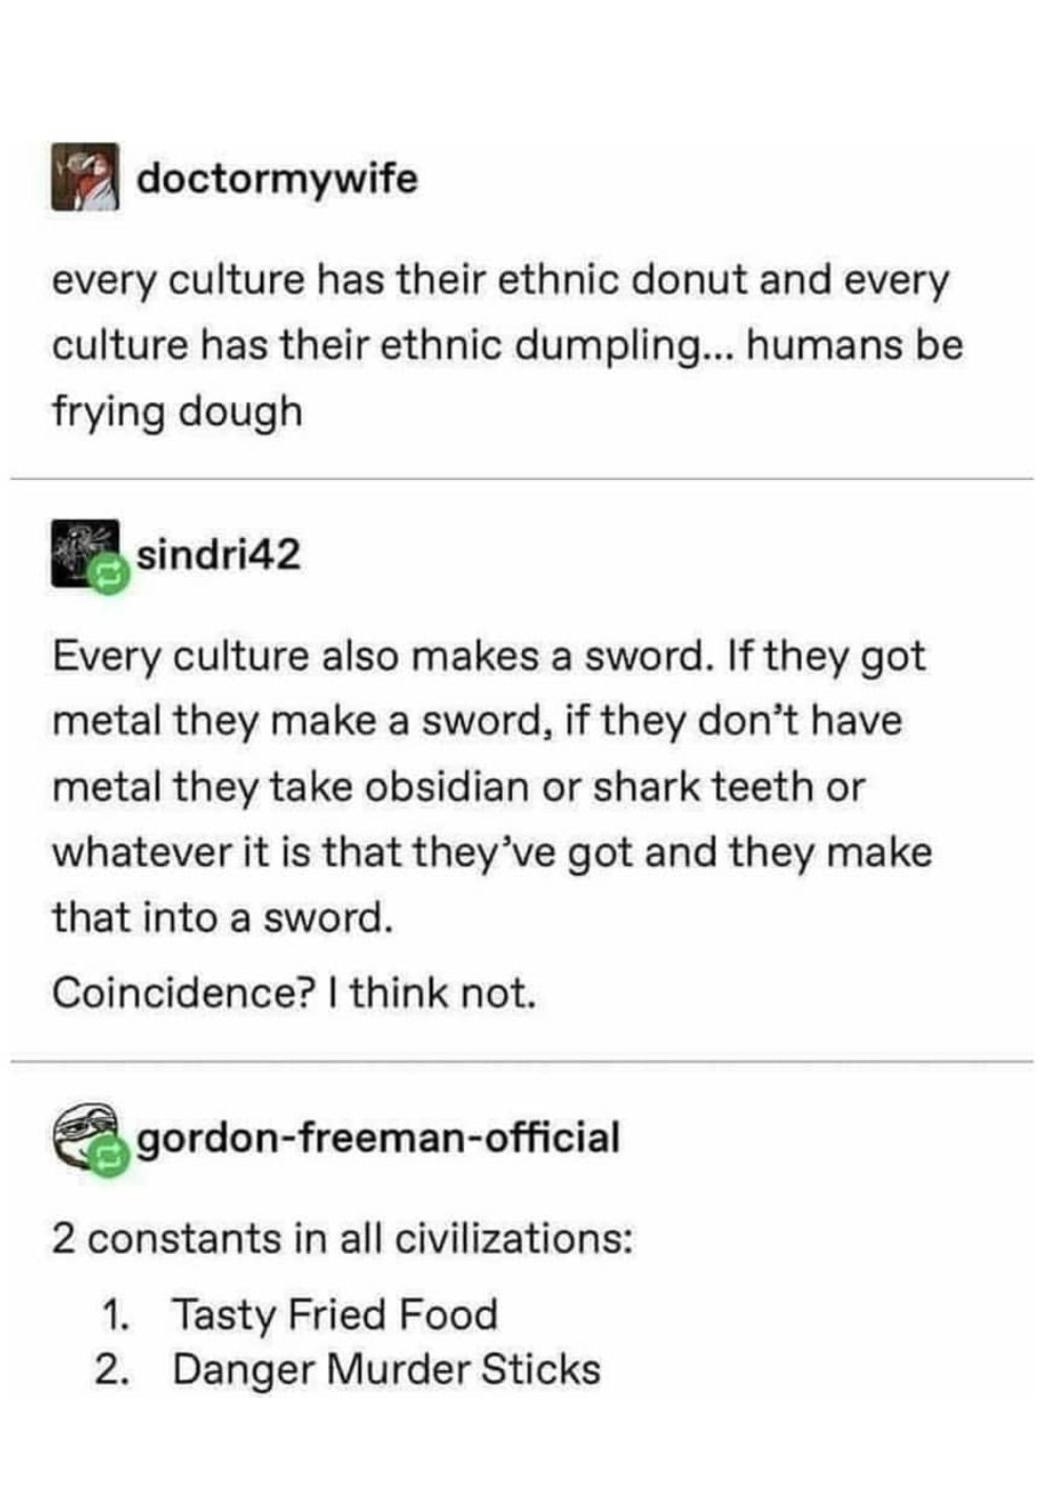 doctormywife
every culture has their ethnic donut and every
culture has their ethnic dumpling... humans be
frying dough
sindri42
Every culture also makes a sword. If they got
metal they make a sword, if they don’t have
metal they take obsidian or shark teeth or
whatever it is that they’ve got and they make
that into a sword.
Coincidence? I think not.
gordon-freeman-official
2 constants in all civilizations:
1. Tasty Fried Food
2. Danger Murder Sticks